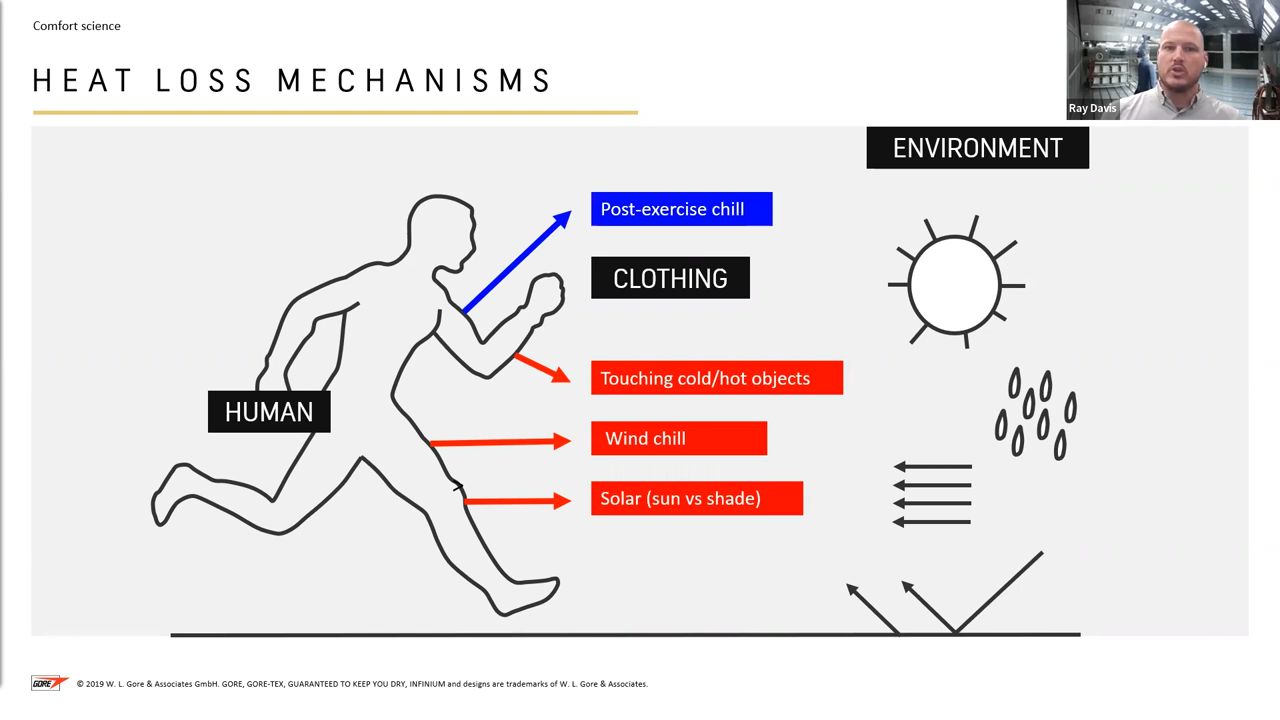 Comfort science
HEAT LOSS MECHANISMS
Ray Davis
ENVIRONMENT
Post-exercise chill
CLOTHING
Touching cold/hot objects
HUMAN
Wind chill
Solar (sun vs shade)
GORE
© 2019 W. L. Gore & Associates GmbH. GORE, GORE-TEX, GUARANTEED TO KEEP YOU DRY, INFINIUM and designs are trademarks of W. L. Gore & Associates.